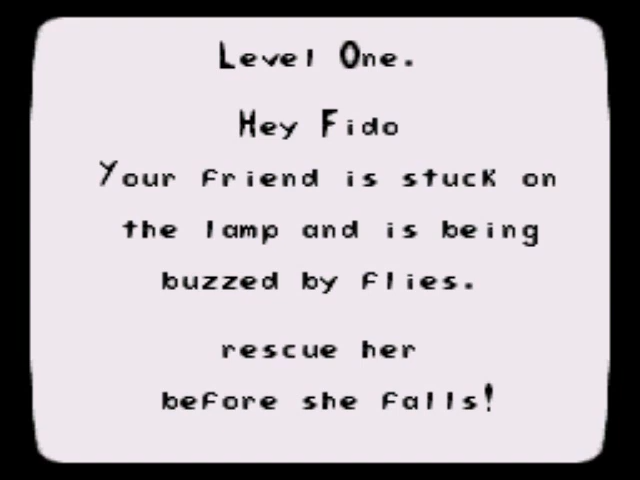 Level One.
Hey Fido
Your friend is stuck on
the lamp and is being
buzzed by flies.
rescue her
before she falls!